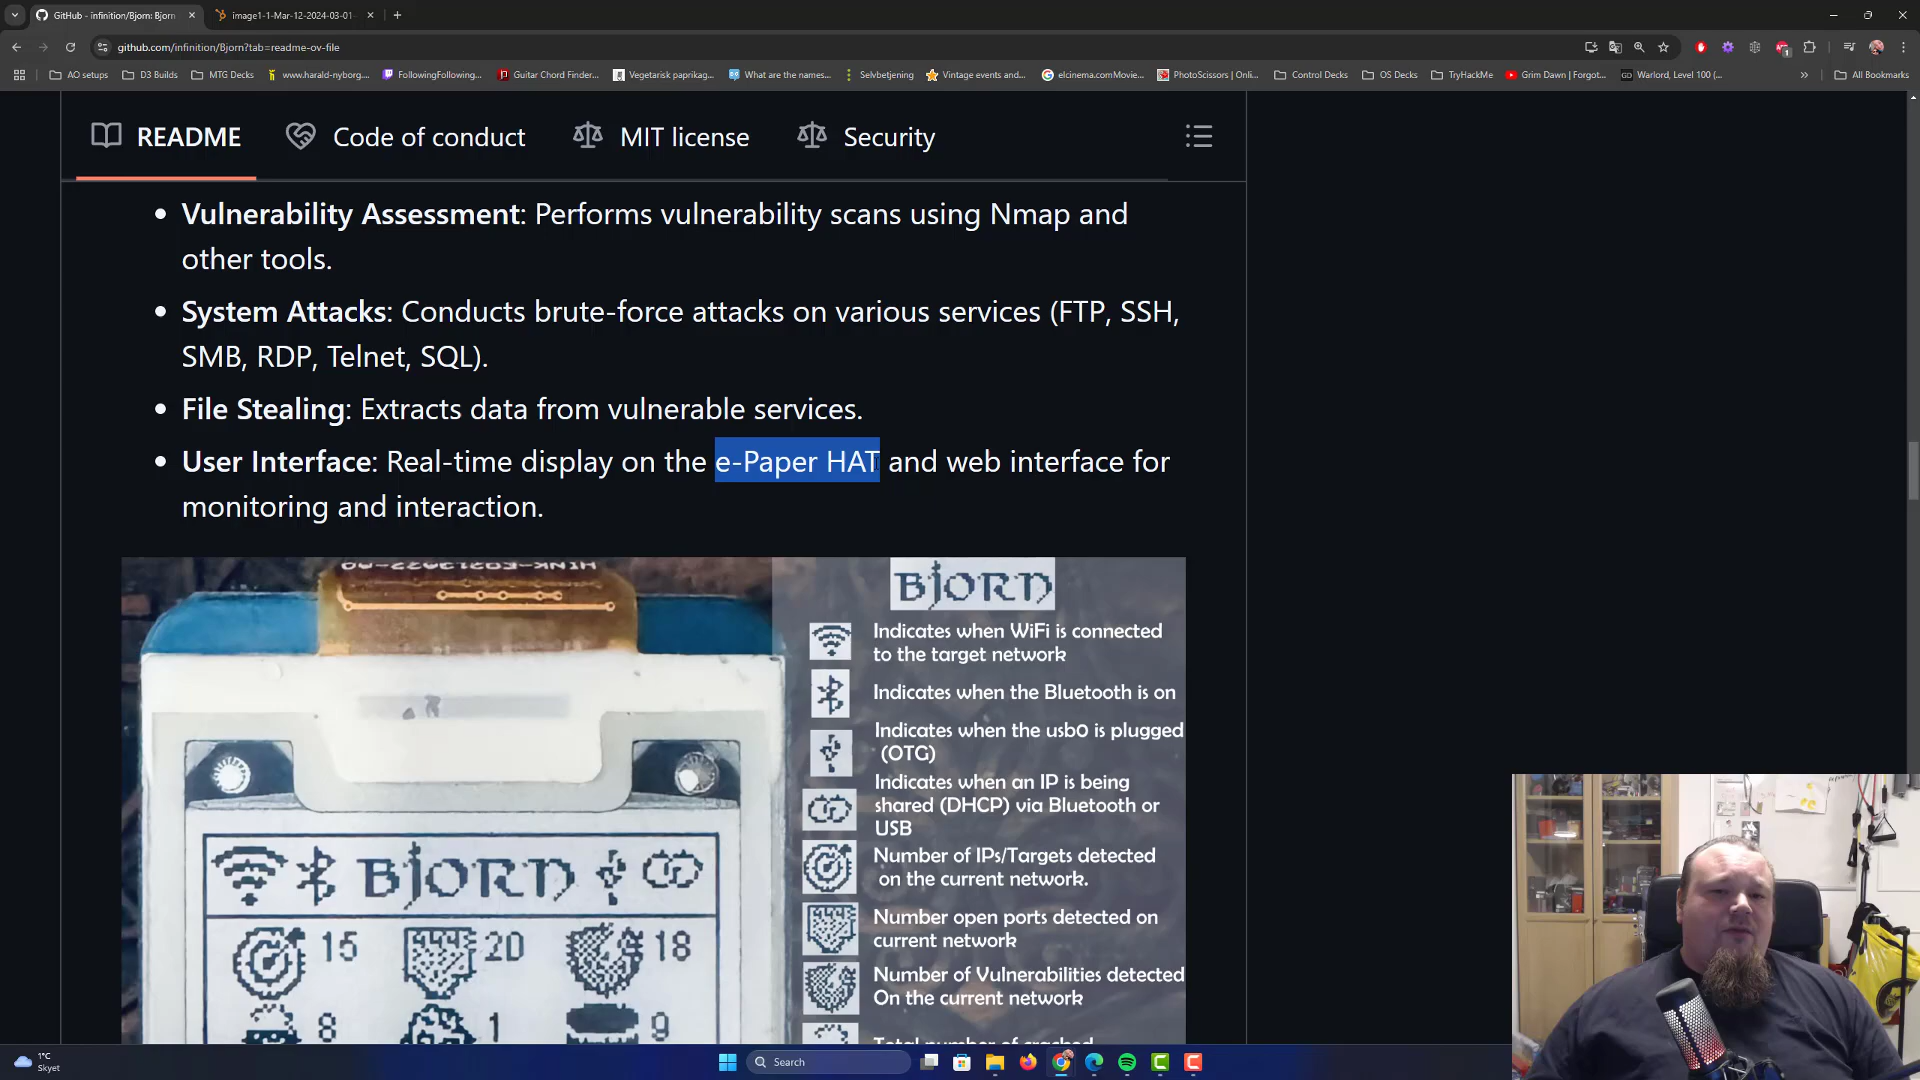 GitHub - infinition/Bjorn: Bjorn
image1-1-Mar-12-2024-03-01-
github.com/infinition/Bjorn?tab=readme-ov-file
AO setups
D3 Builds
MTG Decks
www.harald-nyborg....
FollowingFollowing...
Guitar Chord Finder...
Vegetarisk paprikag...
What are the names...
Selvbetjening
Vintage events and...
elcinema.comMovie...
PhotoScissors | Onli...
Control Decks
OS Decks
TryHackMe
Grim Dawn | Forgot...
Warlord, Level 100 (...
All Bookmarks
README
Code of conduct
MIT license
Security
• Vulnerability Assessment: Performs vulnerability scans using Nmap and
other tools.
• System Attacks: Conducts brute-force attacks on various services (FTP, SSH,
SMB, RDP, Telnet, SQL).
• File Stealing: Extracts data from vulnerable services.
• User Interface: Real-time display on the e-Paper HAT and web interface for
monitoring and interaction.
BJORN
Indicates when WiFi is connected
to the target network
Indicates when the Bluetooth is on
Indicates when the usb0 is plugged
(OTG)
Indicates when an IP is being
shared (DHCP) via Bluetooth or
USB
Number of IPs/Targets detected
on the current network.
Number open ports detected on
current network
Number of Vulnerabilities detected
On the current network
Total number of cracked
BJORN
15
20
18
8
1
9
1°C
Skyet
Search